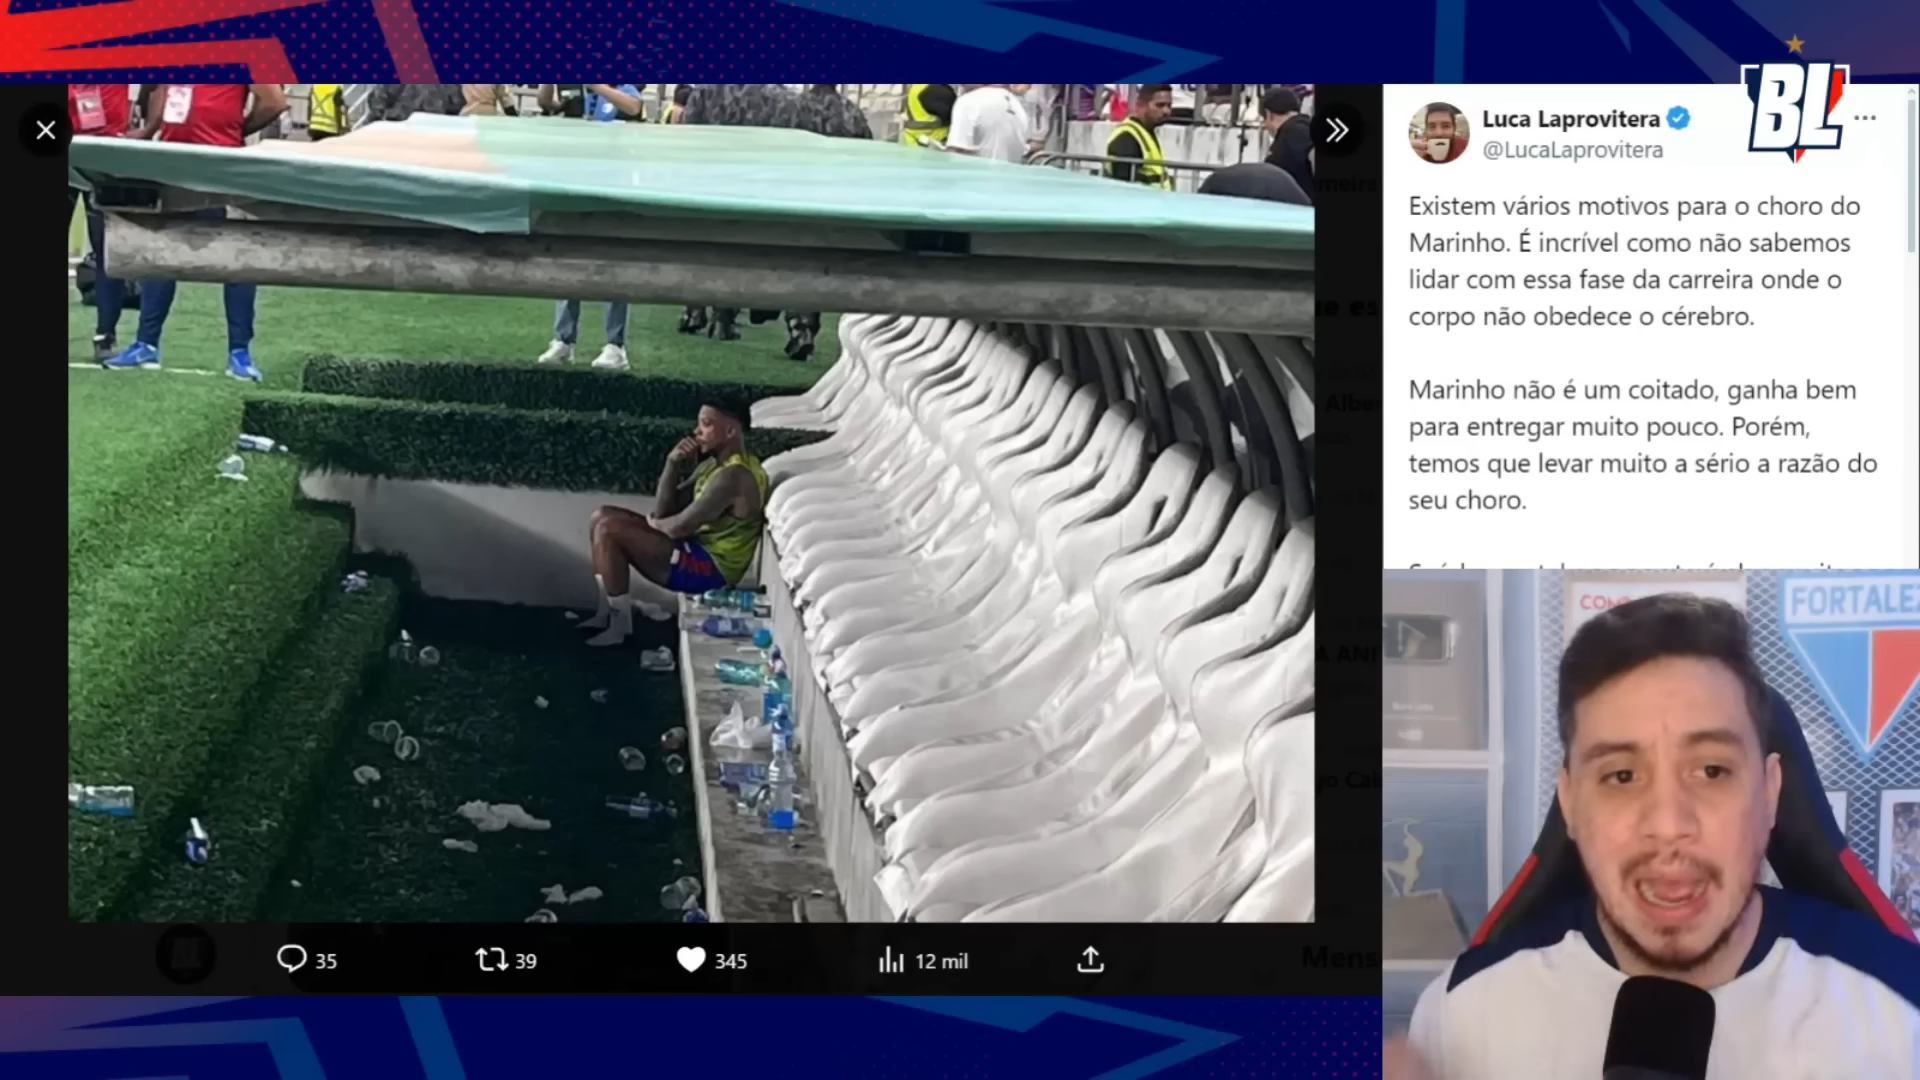 BL
Luca Laprovitera
@LucaLaprovitera
Existem vários motivos para o choro do
Marinho. É incrível como não sabemos
lidar com essa fase da carreira onde o
corpo não obedece o cérebro.
Marinho não é um coitado, ganha bem
para entregar muito pouco. Porém,
temos que levar muito a sério a razão do
seu choro.
35
39
345
12 mil
Mens
FORTALEZ